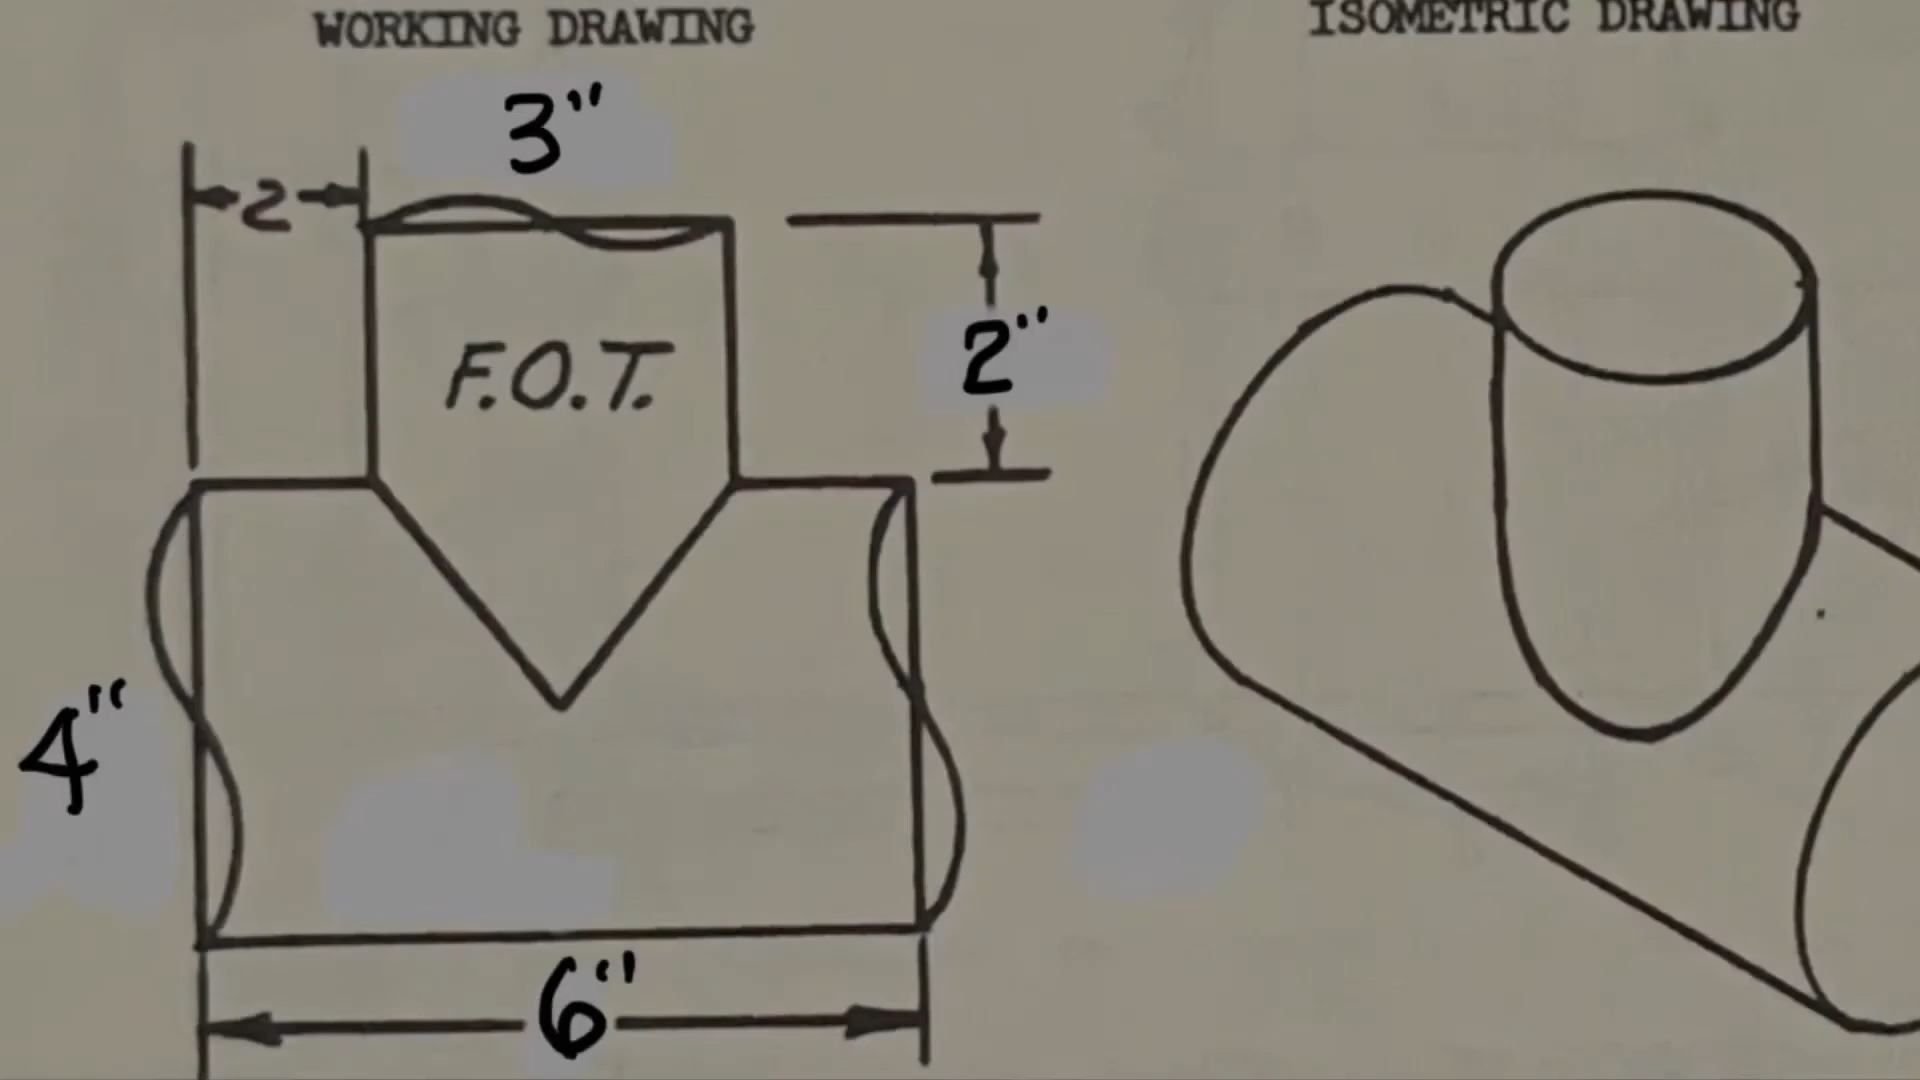 WORKING DRAWING
ISOMETRIC DRAWING
3"
2
F.O.T.
2"
4"
6"